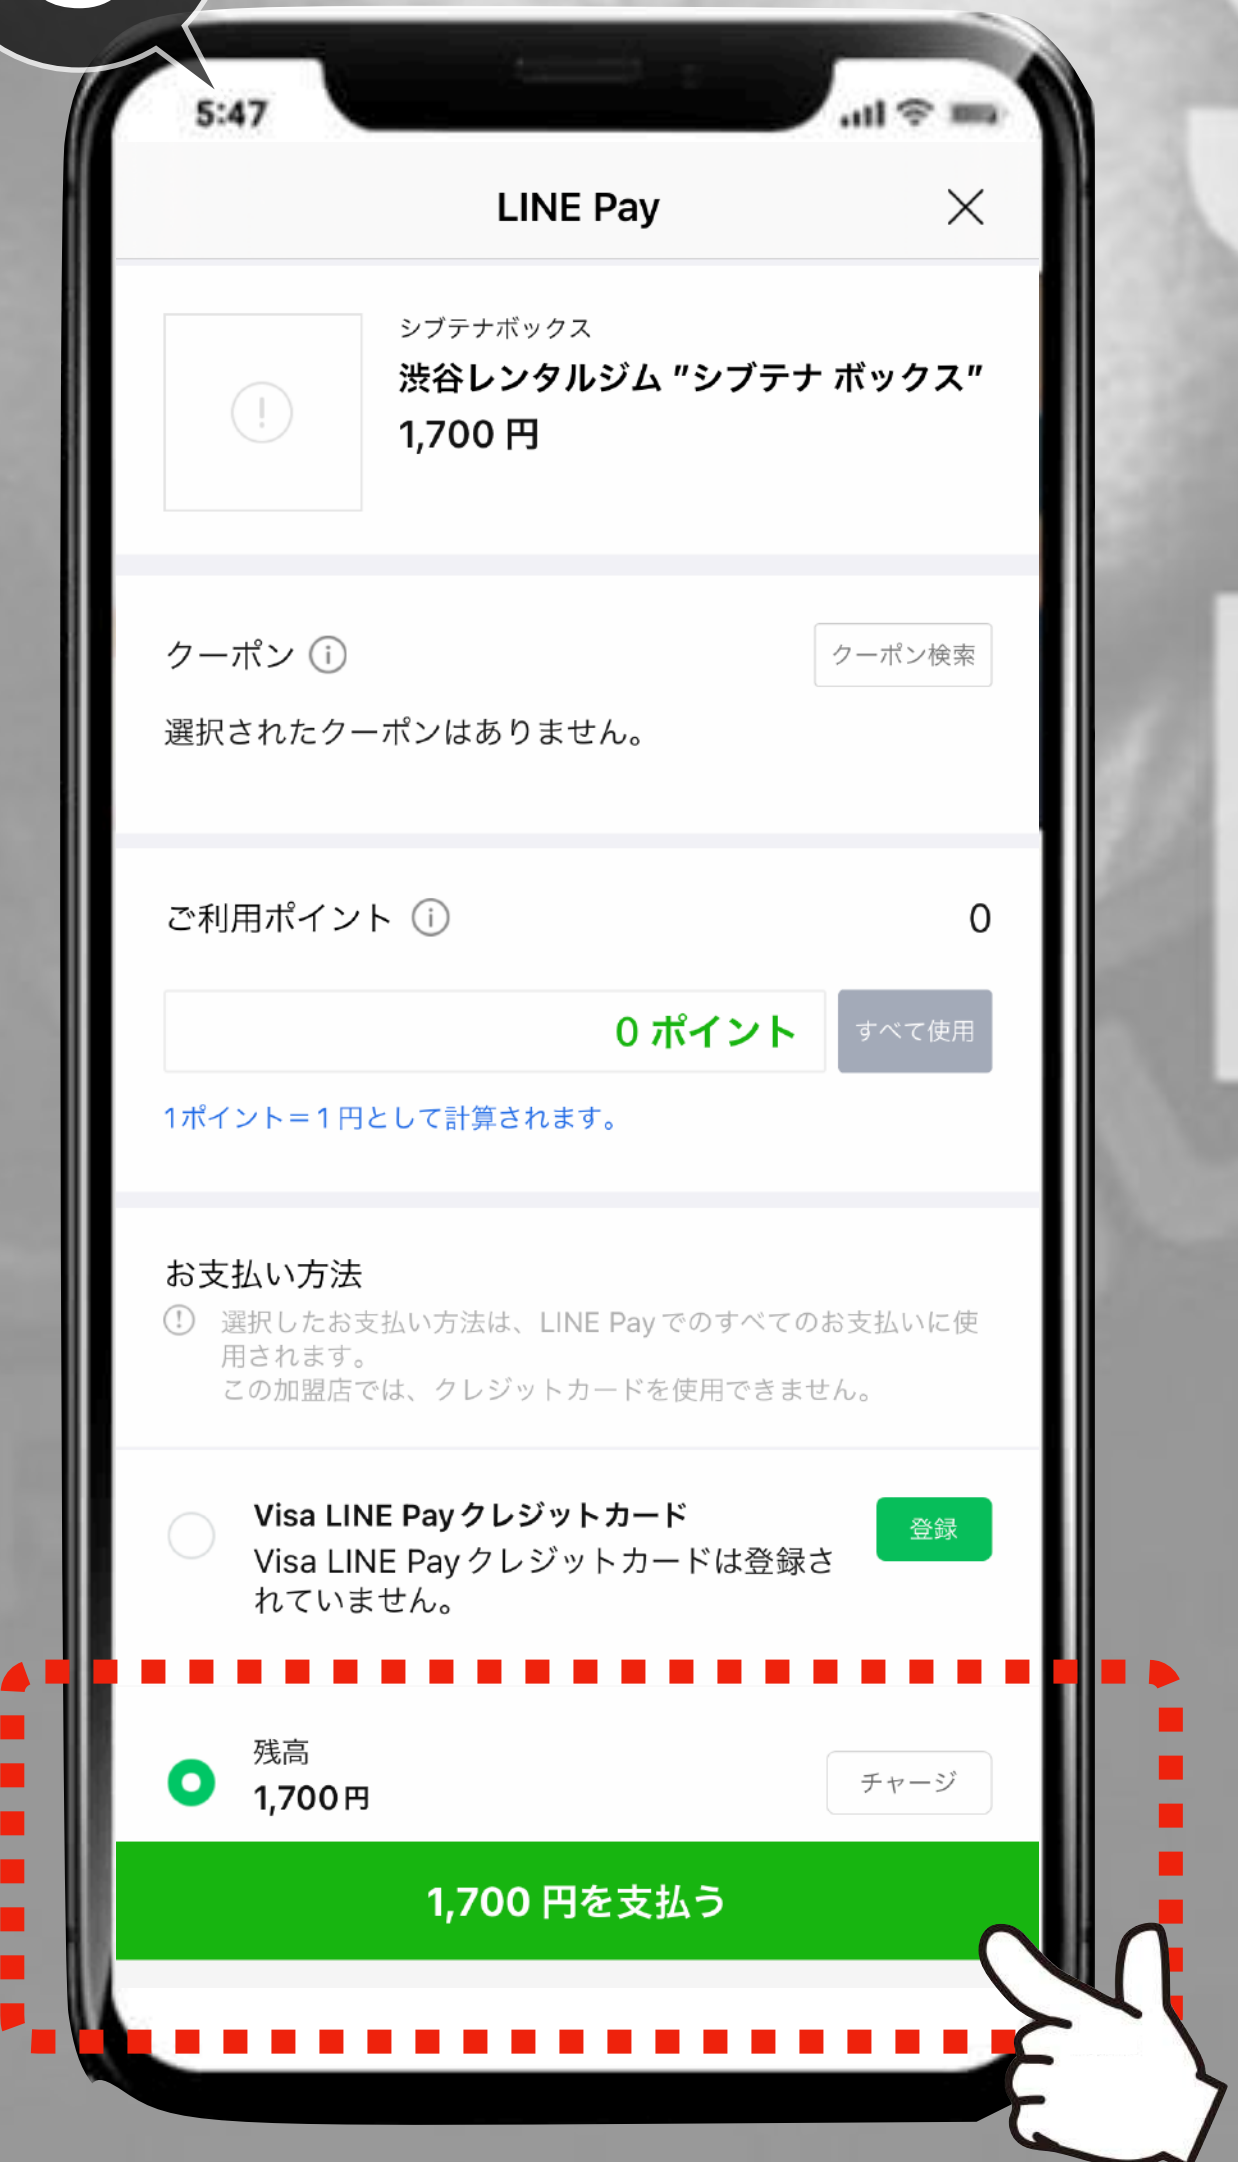 5:47
LINE Pay
シブテナボックス
渋谷レンタルジム "シブテナ ボックス"
1,700 円
クーポン
クーポン検索
選択されたクーポンはありません。
ご利用ポイント
0
0 ポイント
すべて使用
1ポイント＝1円として計算されます。
お支払い方法
選択したお支払い方法は、LINE Payでのすべてのお支払いに使
用されます。
この加盟店では、クレジットカードを使用できません。
Visa LINE Payクレジットカード
登録
Visa LINE Payクレジットカードは登録さ
れていません。
残高
1,700円
チャージ
1,700 円を支払う